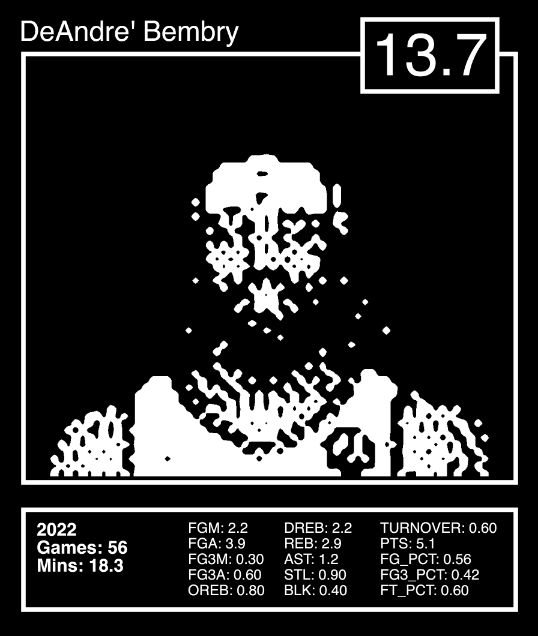 DeAndre' Bembry
13.7
2022
Games: 56
Mins: 18.3
FGM: 2.2
FGA: 3.9
FG3M: 0.30
FG3A: 0.60
OREB: 0.80
DREB: 2.2
REB: 2.9
AST: 1.2
STL: 0.90
BLK: 0.40
TURNOVER: 0.60
PTS: 5.1
FG_PCT: 0.56
FG3_PCT: 0.42
FT_PCT: 0.60